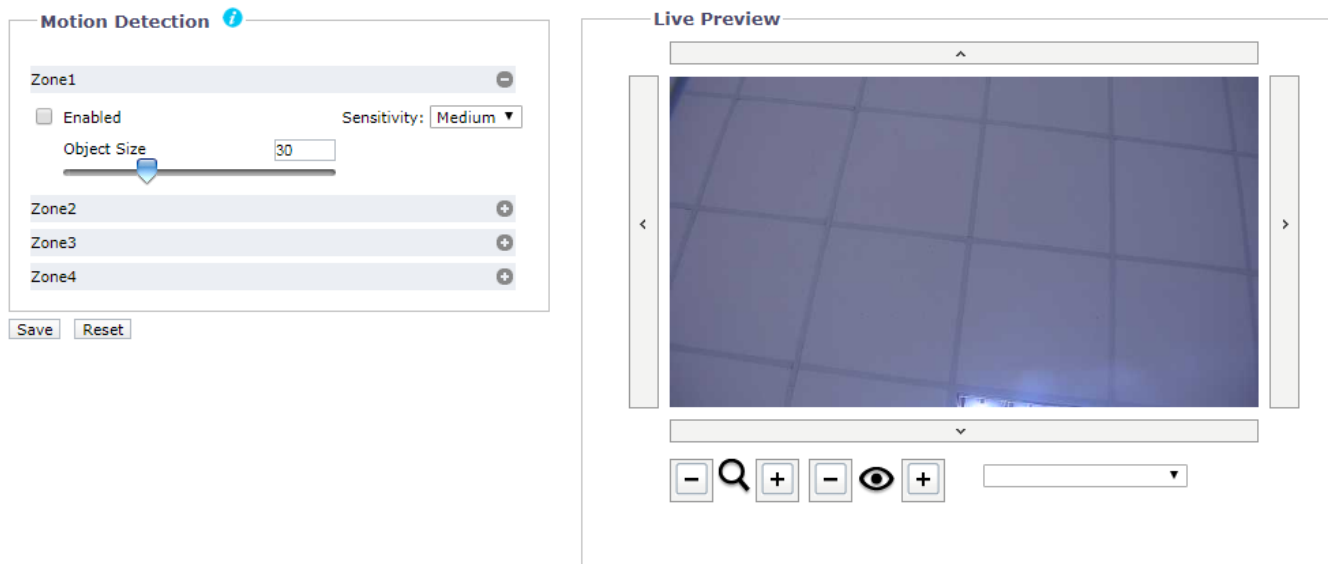 Motion Detection
Zone1
Enabled
Sensitivity: Medium
Object Size 30
Zone2
Zone3
Zone4
Save Reset
Live Preview